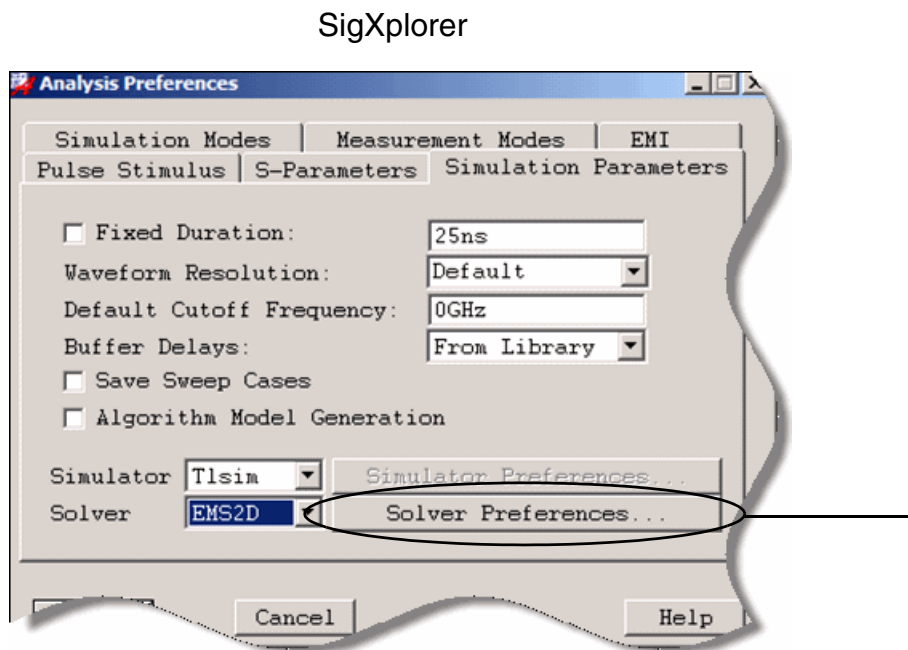 SigXplorer
Analysis Preferences
Simulation Modes Measurement Modes EMI
Pulse Stimulus S-Parameters Simulation Parameters
Fixed Duration: 25ns
Waveform Resolution: Default
Default Cutoff Frequency: 0GHz
Buffer Delays: From Library
Save Sweep Cases
Algorithm Model Generation
Simulator Tlsim Simulator Preferences...
Solver EMS2D Solver Preferences...
Cancel Help